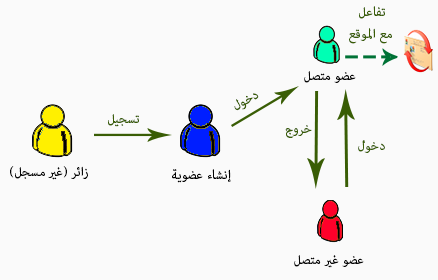 تفاعل
مع الموقع
عضو متصل
دخول
خروج
دخول
تسجيل
زائر (غير مسجل)
إنشاء عضوية
عضو غير متصل